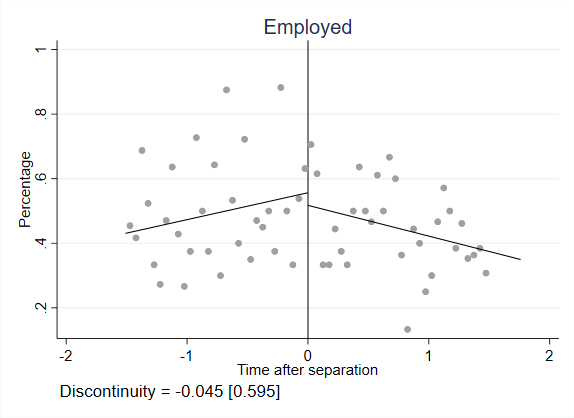 Employed
Percentage
1
.8
.6
.4
.2
-2
-1
0
1
2
Time after separation
Discontinuity = -0.045 [0.595]